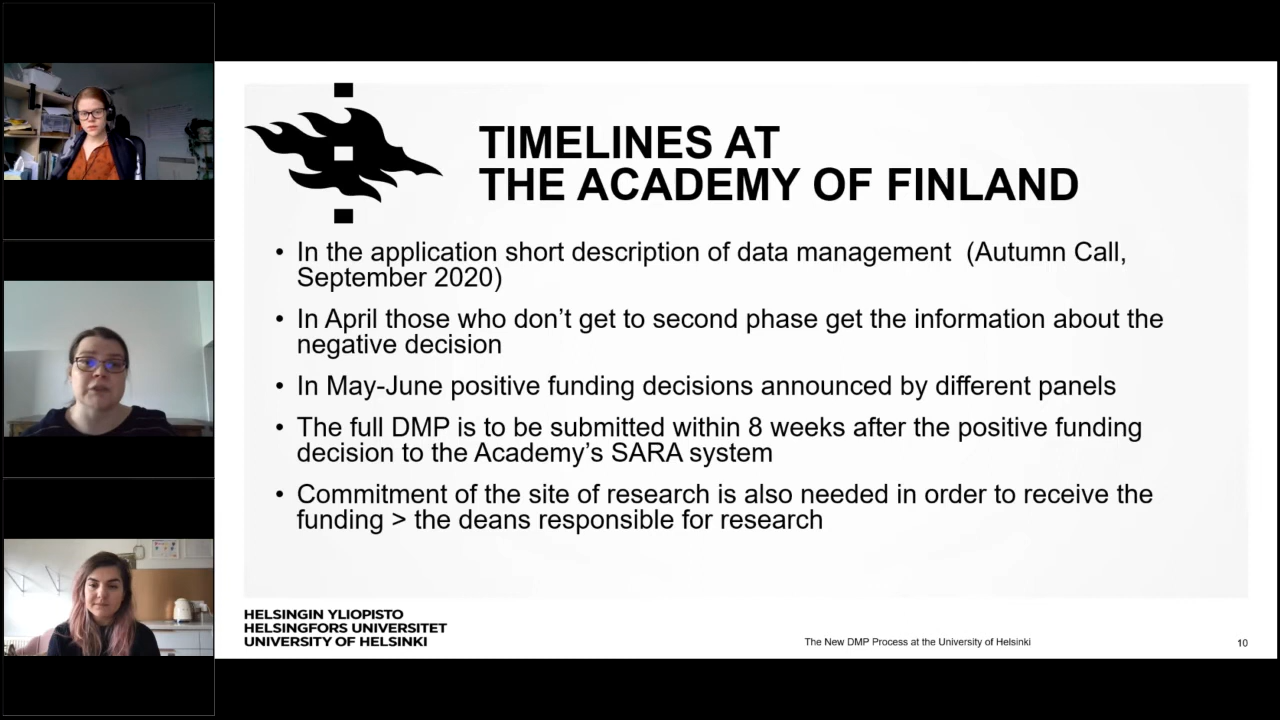 TIMELINES AT
THE ACADEMY OF FINLAND
• In the application short description of data management (Autumn Call,
September 2020)
• In April those who don’t get to second phase get the information about the
negative decision
• In May-June positive funding decisions announced by different panels
• The full DMP is to be submitted within 8 weeks after the positive funding
decision to the Academy’s SARA system
• Commitment of the site of research is also needed in order to receive the
funding > the deans responsible for research
HELSINGIN YLIOPISTO
HELSINGFORS UNIVERSITET
UNIVERSITY OF HELSINKI
The New DMP Process at the University of Helsinki
10